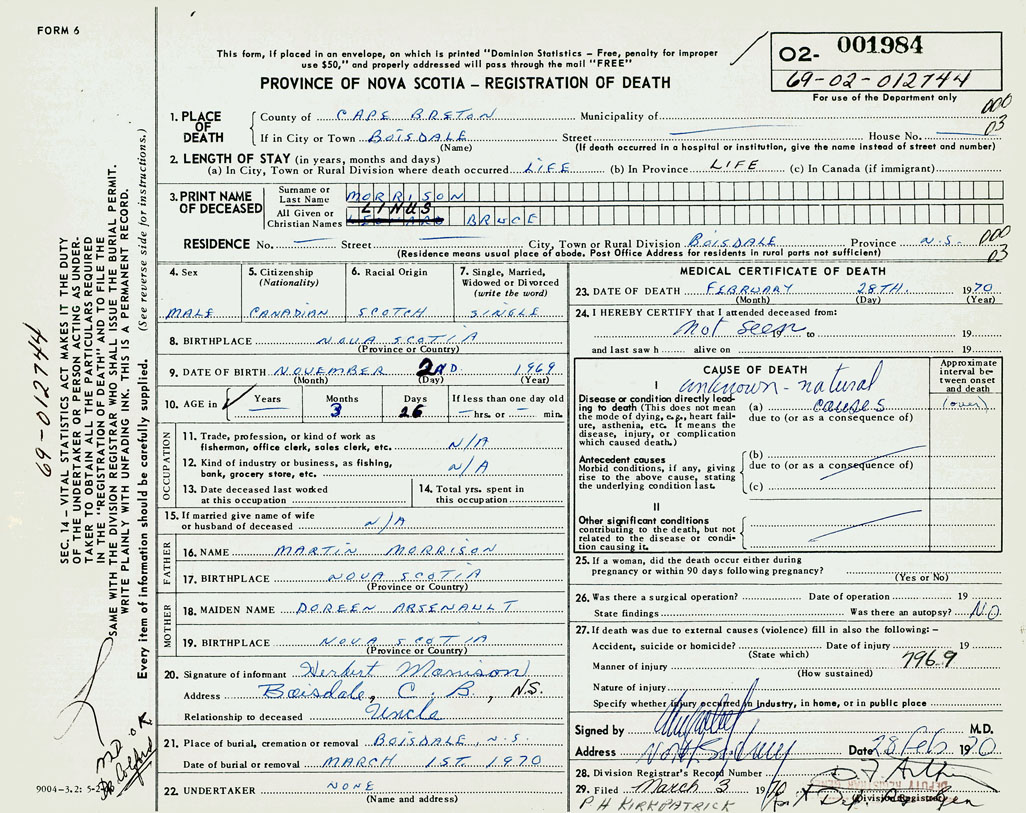 FORM 6
This form, if placed in an envelope, on which is printed "Dominion Statistics – Free, penalty for improper
use $50," and properly addressed will pass through the mail "FREE"
O2- 001984
69-02-012744
For use of the Department only
PROVINCE OF NOVA SCOTIA – REGISTRATION OF DEATH
1. PLACE OF DEATH
County of CAPE BRETON Municipality of
000
03
If in City or Town BOISDALE Street House No.
(Name) (If death occurred in a hospital or institution, give the name instead of street and number)
2. LENGTH OF STAY (in years, months and days)
(a) In City, Town or Rural Division where death occurred LIFE (b) In Province LIFE (c) In Canada (if immigrant)
3. PRINT NAME OF DECEASED
Surname or Last Name MORRISON
All Given or Christian Names LINUS BRUCE
RESIDENCE No. Street City, Town or Rural Division BOISDALE Province N.S.
000
03
(Residence means usual place of abode. Post Office Address for residents in rural parts not sufficient)
4. Sex
MALE
5. Citizenship
(Nationality)
CANADIAN
6. Racial Origin
SCOTCH
7. Single, Married,
Widowed or Divorced
(write the word)
SINGLE
8. BIRTHPLACE NOVA SCOTIA
(Province or Country)
9. DATE OF BIRTH NOVEMBER 2ND. 1969
(Month) (Day) (Year)
10. AGE in Years Months Days If less than one day old
3 26 hrs. or min.
OCCUPATION
11. Trade, profession, or kind of work as
fisherman, office clerk, sales clerk, etc. N/A
12. Kind of industry or business, as fishing,
bank, grocery store, etc. N/A
13. Date deceased last worked
at this occupation
14. Total yrs. spent in
this occupation
15. If married give name of wife
or husband of deceased N/A
FATHER
16. NAME MARTIN MORRISON
17. BIRTHPLACE NOVA SCOTIA
(Province or Country)
MOTHER
18. MAIDEN NAME DOREEN ARSENAULT
19. BIRTHPLACE NOVA SCOTIA
(Province or Country)
20. Signature of informant Herbert Morrison
Address Boisdale, C.B., N.S.
Relationship to deceased Uncle
21. Place of burial, cremation or removal BOISDALE, N.S.
Date of burial or removal MARCH 1ST. 1970
22. UNDERTAKER NONE
(Name and address)
MEDICAL CERTIFICATE OF DEATH
23. DATE OF DEATH FEBRUARY 28TH. 1970
(Month) (Day) (Year)
24. I HEREBY CERTIFY that I attended deceased from:
Not seen 19 to 19
and last saw h alive on 19
CAUSE OF DEATH
Approximate
interval be-
tween onset
and death
I
Disease or condition directly lead-
ing to death (This does not mean
the mode of dying, e.g., heart fail-
ure, asthenia, etc. It means the
disease, injury, or complication
which caused death.)
unknown - natural
(a) causes
(over)
due to (or as a consequence of)
Antecedent causes
Morbid conditions, if any, giving
rise to the above cause, stating
the underlying condition last.
(b)
due to (or as a consequence of)
(c)
II
Other significant conditions
contributing to the death, but not
related to the disease or condi-
tion causing it.
25. If a woman, did the death occur either during
pregnancy or within 90 days following pregnancy?
(Yes or No)
26. Was there a surgical operation? Date of operation 19
State findings Was there an autopsy? NO
27. If death was due to external causes (violence) fill in also the following:–
Accident, suicide or homicide? Date of injury 19
(State which) 796.9
Manner of injury
(How sustained)
Nature of injury
Specify whether injury occurred in industry, in home, or in public place
Signed by M.D.
Address North Sydney Date 28 Feb 1970
28. Division Registrar's Record Number
29. Filed March 3 19
Division Registrar
P H KIRKPATRICK
SEC. 14 – VITAL STATISTICS ACT MAKES IT THE DUTY
OF THE UNDERTAKER OR PERSON ACTING AS UNDER-
TAKER TO OBTAIN ALL THE PARTICULARS REQUIRED
IN THE "REGISTRATION OF DEATH" AND TO FILE THE
SAME WITH THE DIVISION REGISTRAR WHO SHALL ISSUE THE BURIAL PERMIT.
WRITE PLAINLY WITH UNFADING INK. THIS IS A PERMANENT RECORD.
Every item of information should be carefully supplied. (See reverse side for instructions.)
69-012744
9004-3.2: